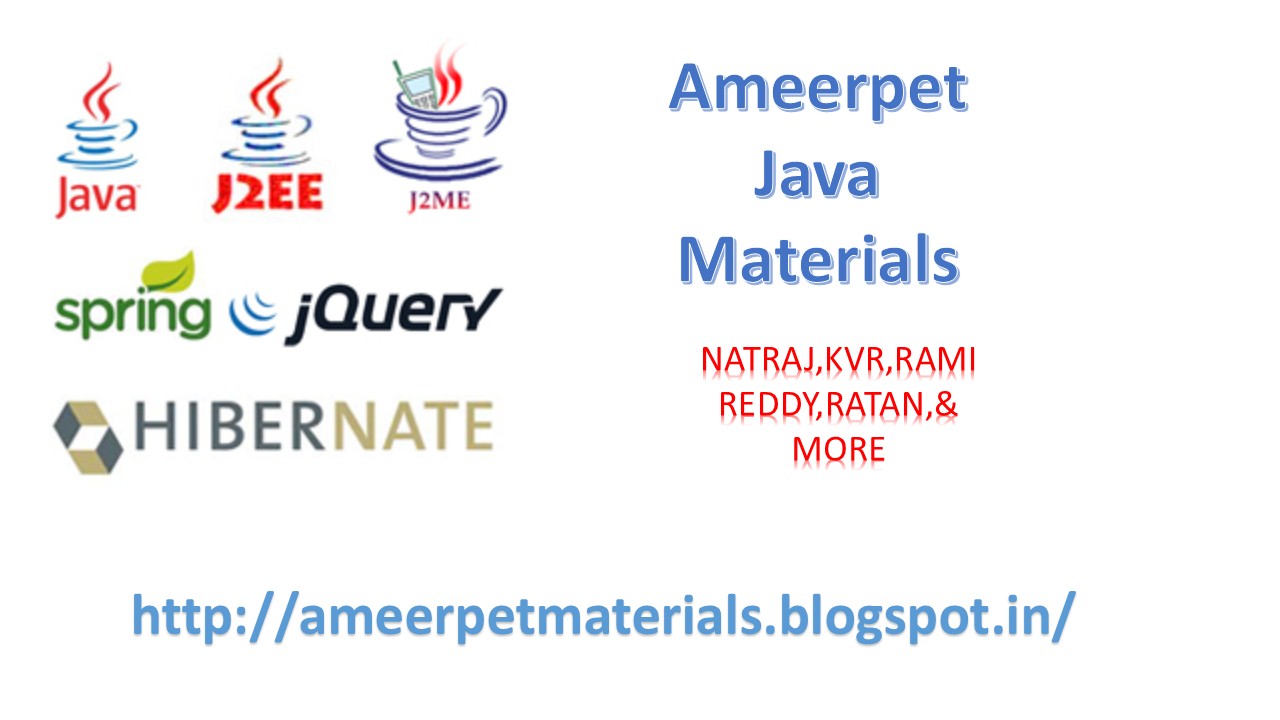 Java
J2EE
J2ME
spring
jQuery
HIBERNATE
Ameerpet
Java
Materials
NATRAJ,KVR,RAMI
REDDY,RATAN,&
MORE
http://ameerpetmaterials.blogspot.in/